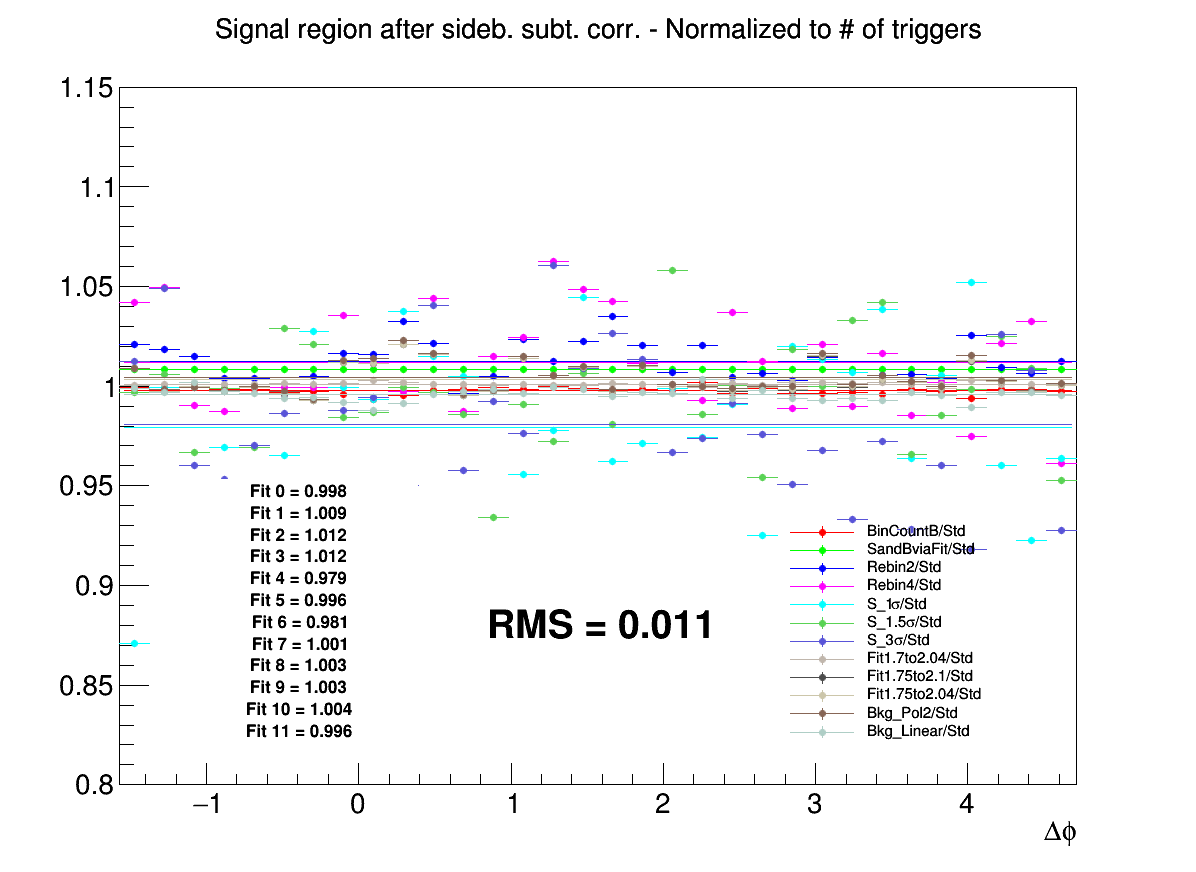 Signal region after sideb. subt. corr. - Normalized to # of triggers
1.15
1.1
1.05
1
0.95
0.9
0.85
0.8
Fit 0 = 0.998
Fit 1 = 1.009
Fit 2 = 1.012
Fit 3 = 1.012
Fit 4 = 0.979
Fit 5 = 0.996
Fit 6 = 0.981
Fit 7 = 1.001
Fit 8 = 1.003
Fit 9 = 1.003
Fit 10 = 1.004
Fit 11 = 0.996
RMS = 0.011
BinCountB/Std
SandBviaFit/Std
Rebin2/Std
Rebin4/Std
S_1σ/Std
S_1.5σ/Std
S_3σ/Std
Fit1.7to2.04/Std
Fit1.75to2.1/Std
Fit1.75to2.04/Std
Bkg_Pol2/Std
Bkg_Linear/Std
−1 0 1 2 3 4
Δϕ